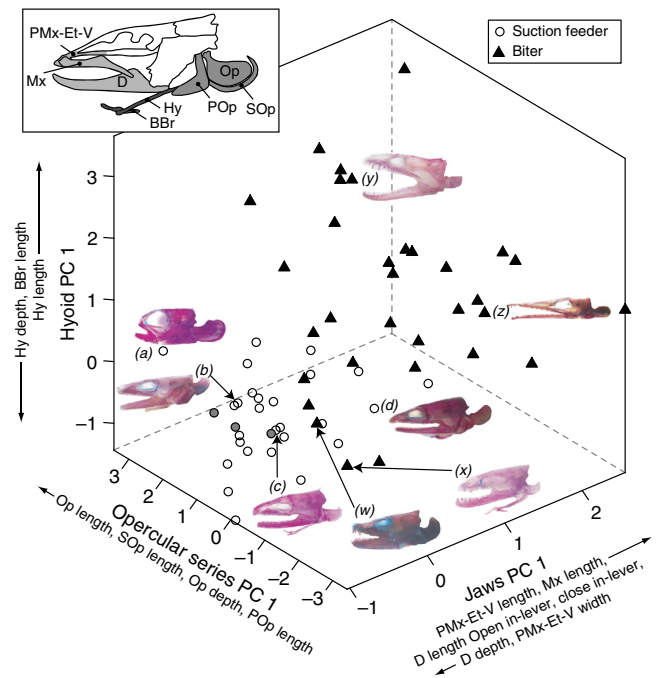 PMx-Et-V
Mx
D
Op
Hy
BBr
POp
SOp
Suction feeder
Biter
Hyoid PC 1
Hy depth, BBr length
Hy length
3
2
1
0
−1
(y)
(z)
(a)
(b)
(d)
(c)
(w)
(x)
3
2
1
0
−1
−2
−3
Opercular series PC 1
Op length, SOp length, Op depth, POp length
−1
0
1
2
Jaws PC 1
PMx-Et-V length, Mx length,
D length Open in-lever, close in-lever,
D depth, PMx-Et-V width